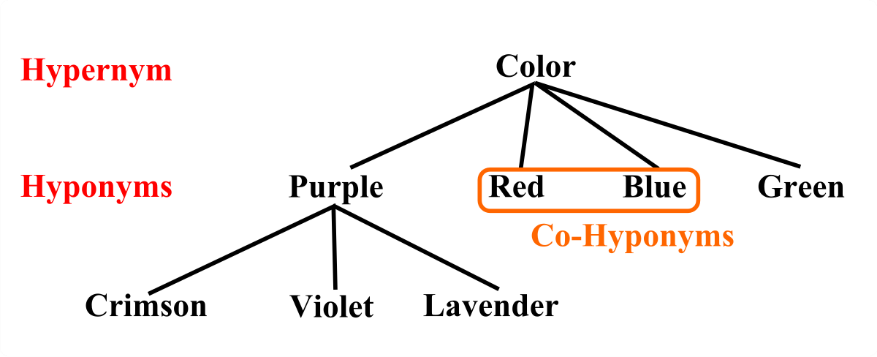 Hypernym Color
Hyponyms Purple Red Blue Green
Co-Hyponyms
Crimson Violet Lavender